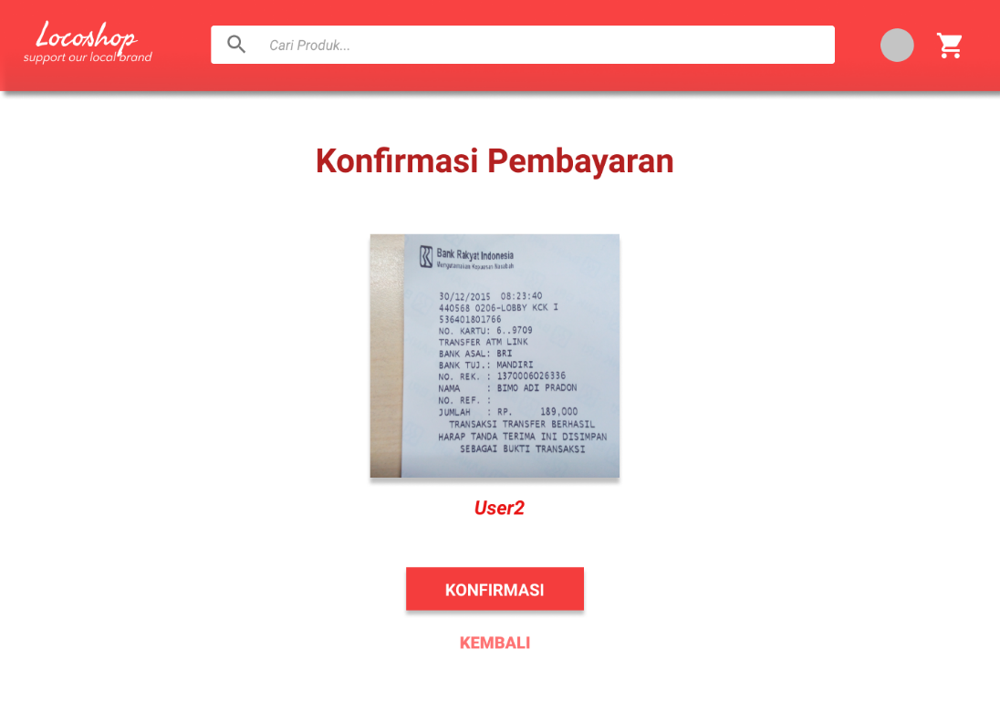 Locoshop
support our local brand
Cari Produk...
Konfirmasi Pembayaran
Bank Rakyat Indonesia
Mengutamakan Kepuasan Nasabah
30/12/2015 08:23:40
440568 0206-LOBBY KCK I
536401801766
NO. KARTU: 6..9709
TRANSFER ATM LINK
BANK ASAL: BRI
BANK TUJ.: MANDIRI
NO. REK. : 1370006026336
NAMA : BIMO ADI PRADON
NO. REF. :
JUMLAH : RP. 189,000
TRANSAKSI TRANSFER BERHASIL
HARAP TANDA TERIMA INI DISIMPAN
SEBAGAI BUKTI TRANSAKSI
User2
KONFIRMASI
KEMBALI